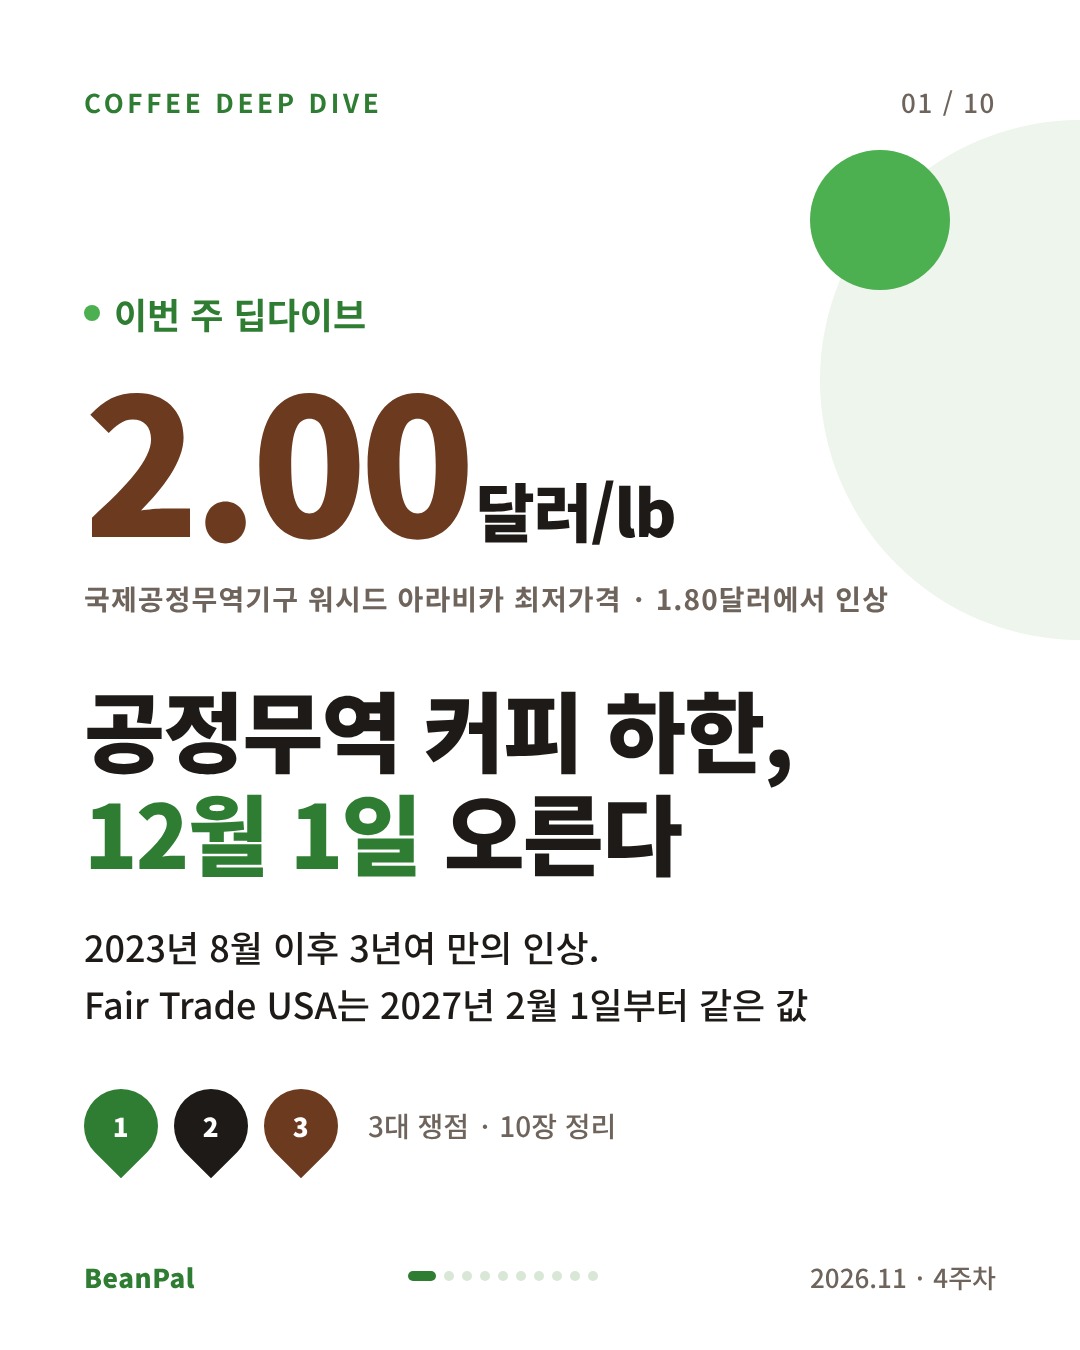 COFFEE DEEP DIVE
01 / 10
이번 주 딥다이브
2.00달러/lb
국제공정무역기구 워시드 아라비카 최저가격 · 1.80달러에서 인상
공정무역 커피 하한,
12월 1일 오른다
2023년 8월 이후 3년여 만의 인상.
Fair Trade USA는 2027년 2월 1일부터 같은 값
1 2 3 3대 쟁점 · 10장 정리
BeanPal
2026.11 · 4주차